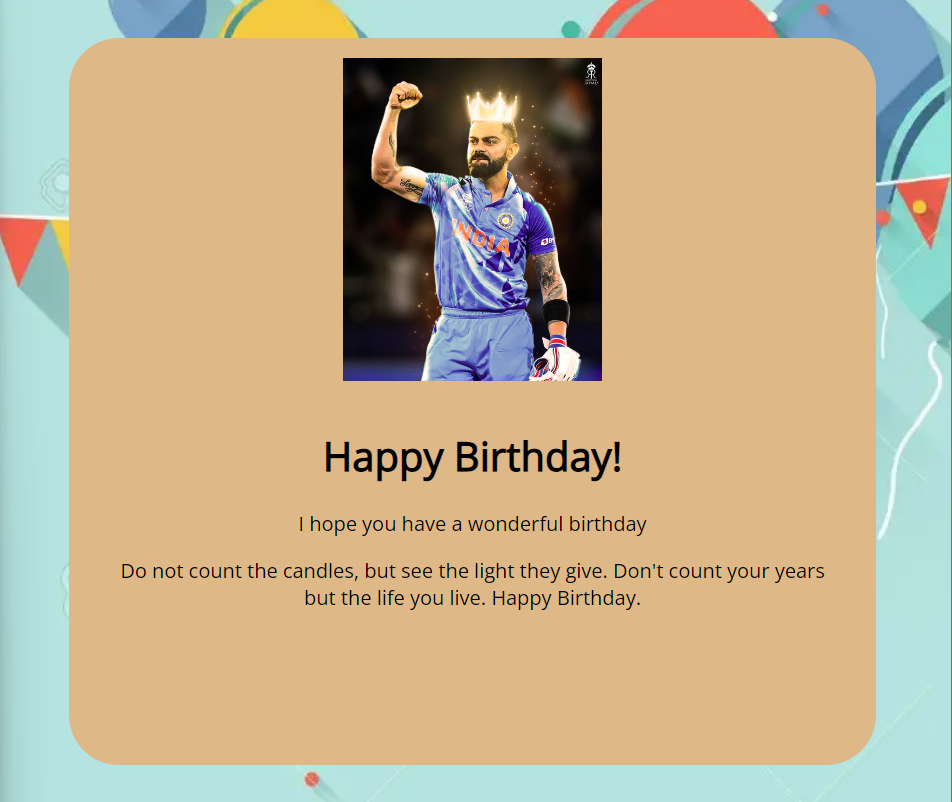 INDIA
Happy Birthday!
I hope you have a wonderful birthday
Do not count the candles, but see the light they give. Don't count your years
but the life you live. Happy Birthday.